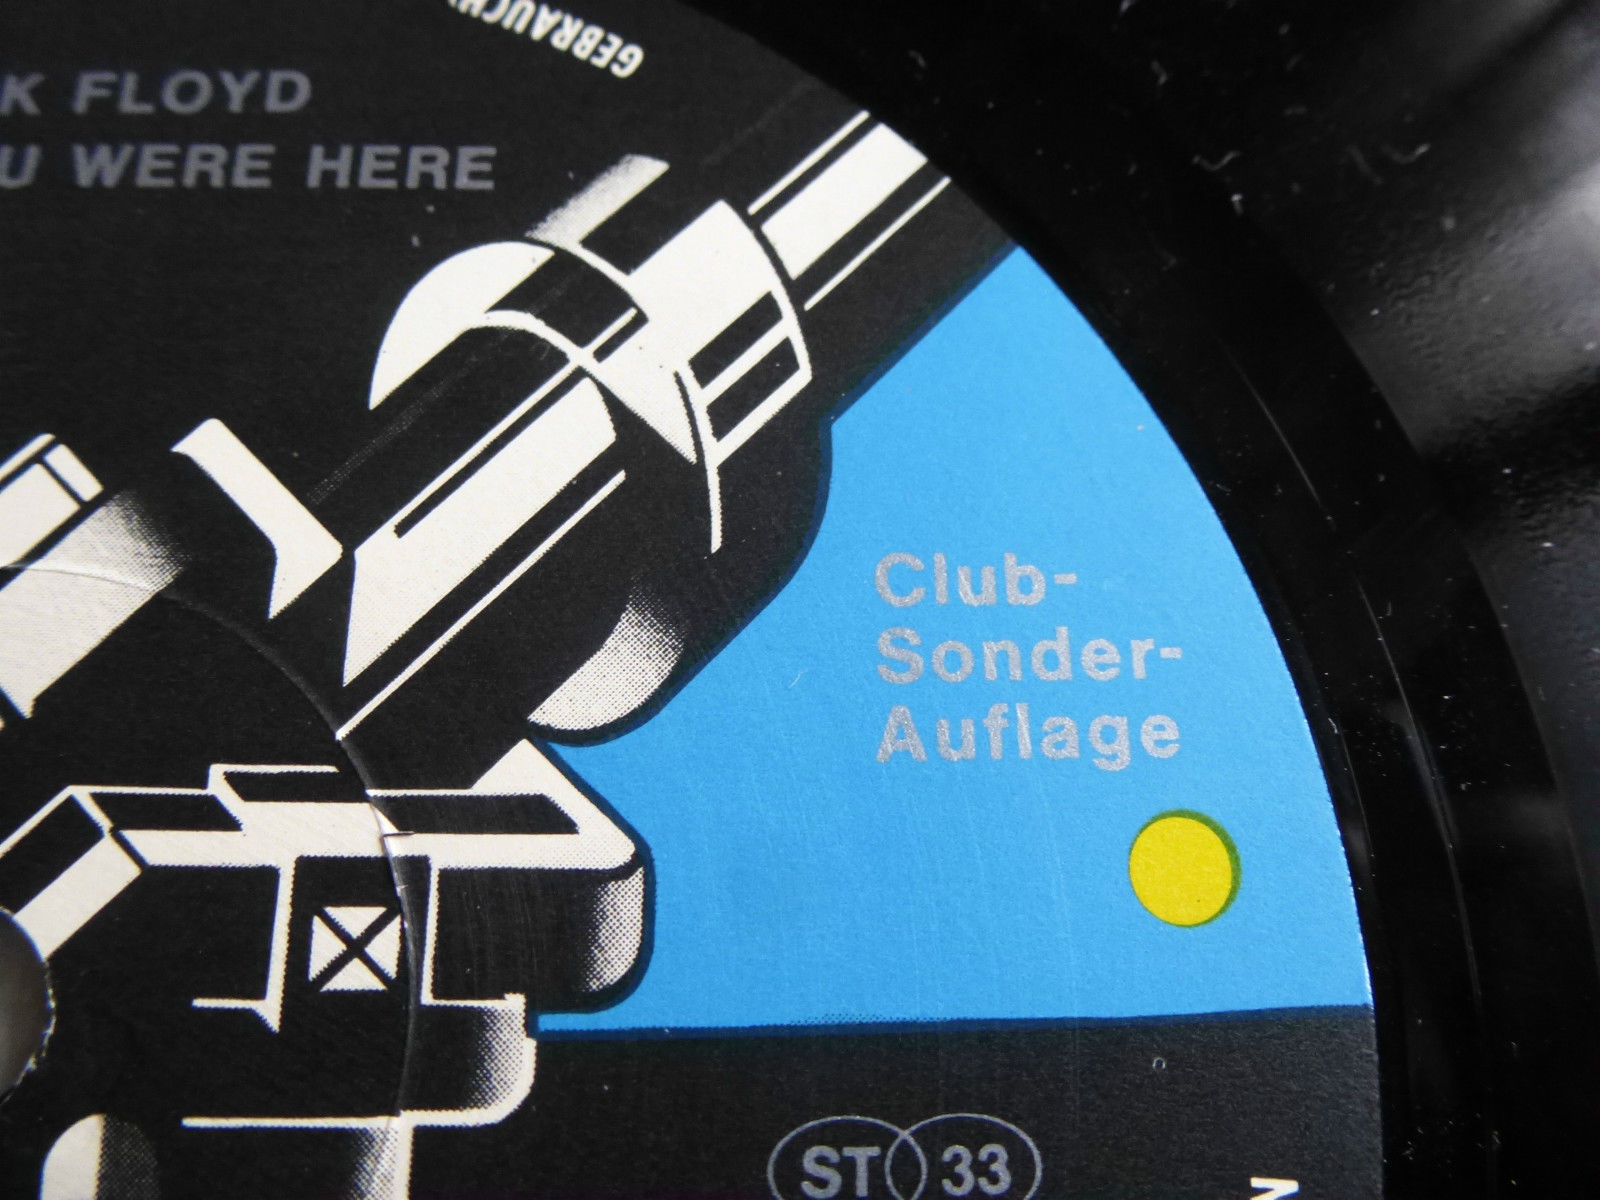 GEBRAUCH
K FLOYD
U WERE HERE
Club-
Sonder-
Auflage
ST 33